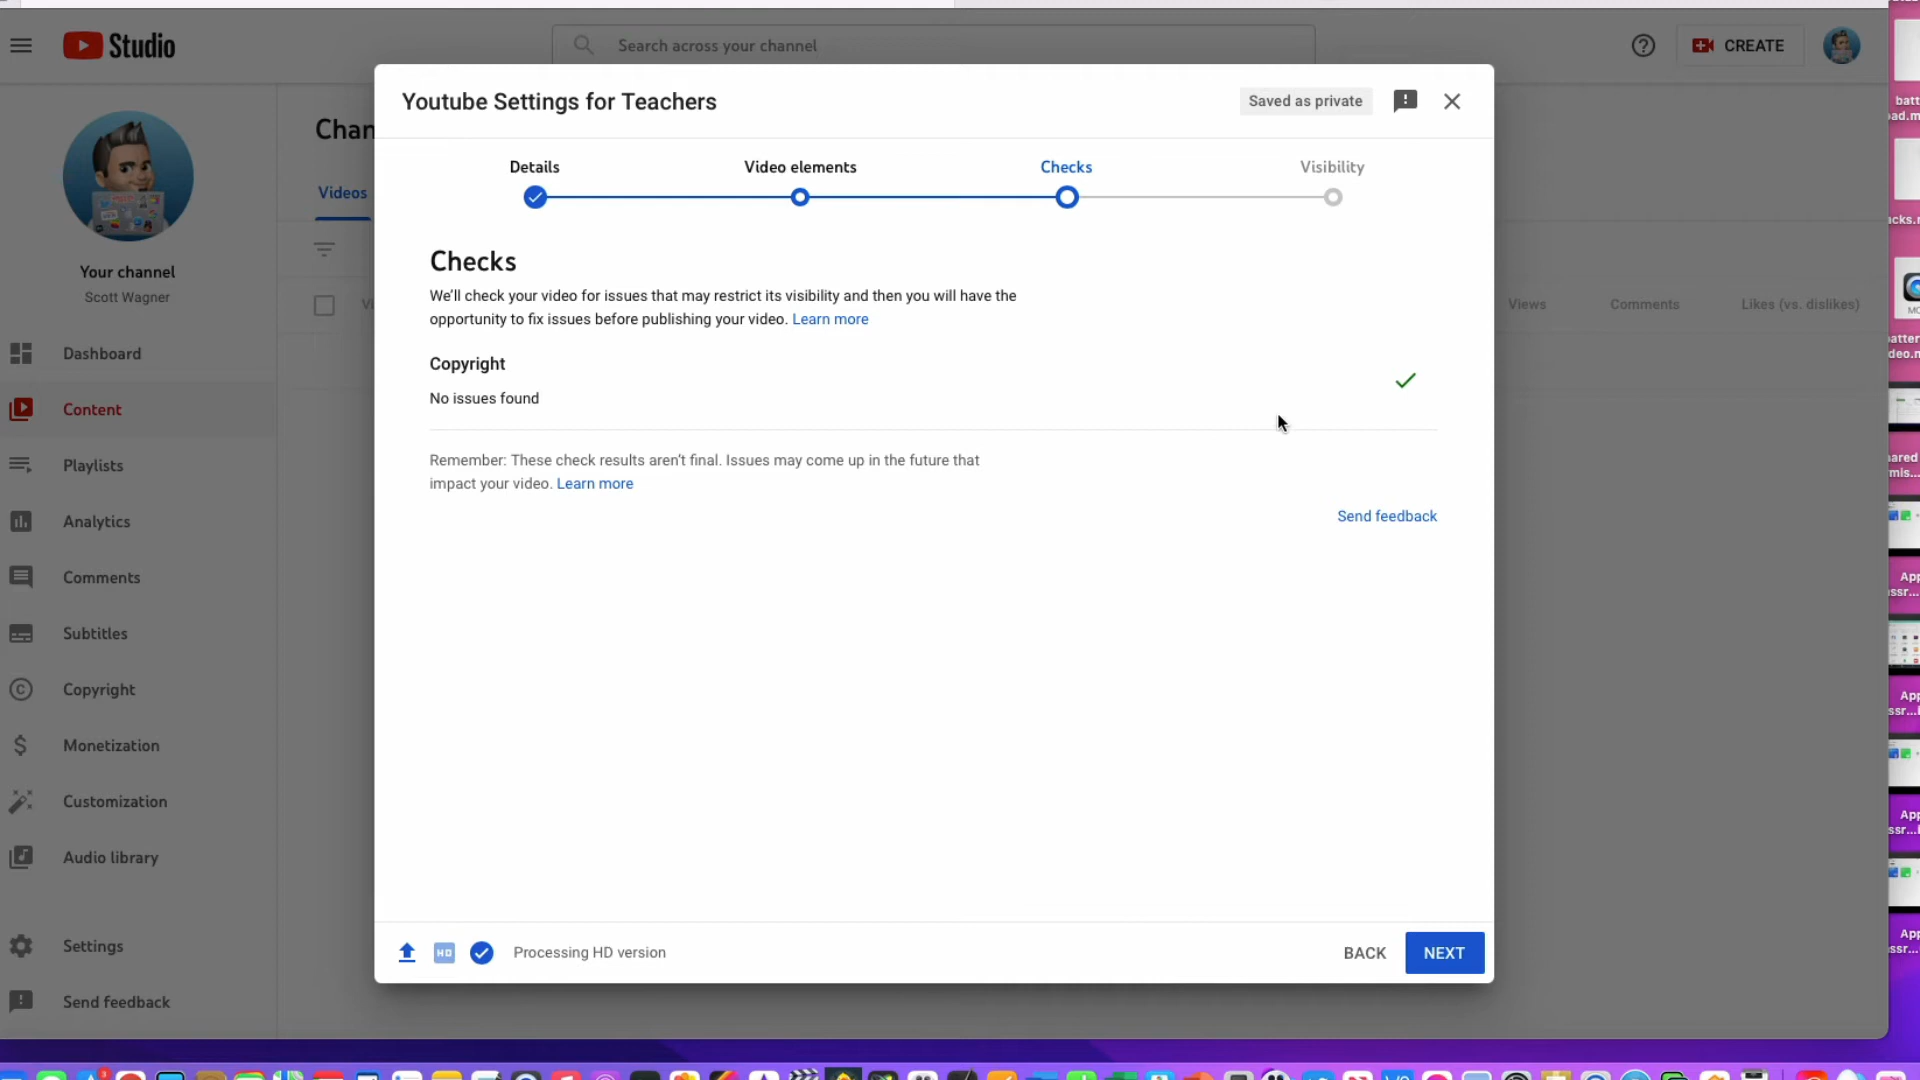 Studio
Search across your channel
CREATE
Youtube Settings for Teachers
Saved as private
Details
Video elements
Checks
Visibility
Checks
We'll check your video for issues that may restrict its visibility and then you will have the
opportunity to fix issues before publishing your video. Learn more
Copyright
No issues found
Remember: These check results aren't final. Issues may come up in the future that
impact your video. Learn more
Send feedback
HD
Processing HD version
BACK
NEXT
Your channel
Scott Wagner
Dashboard
Content
Playlists
Analytics
Comments
Subtitles
Copyright
Monetization
Customization
Audio library
Settings
Send feedback
Videos
Views
Comments
Likes (vs. dislikes)